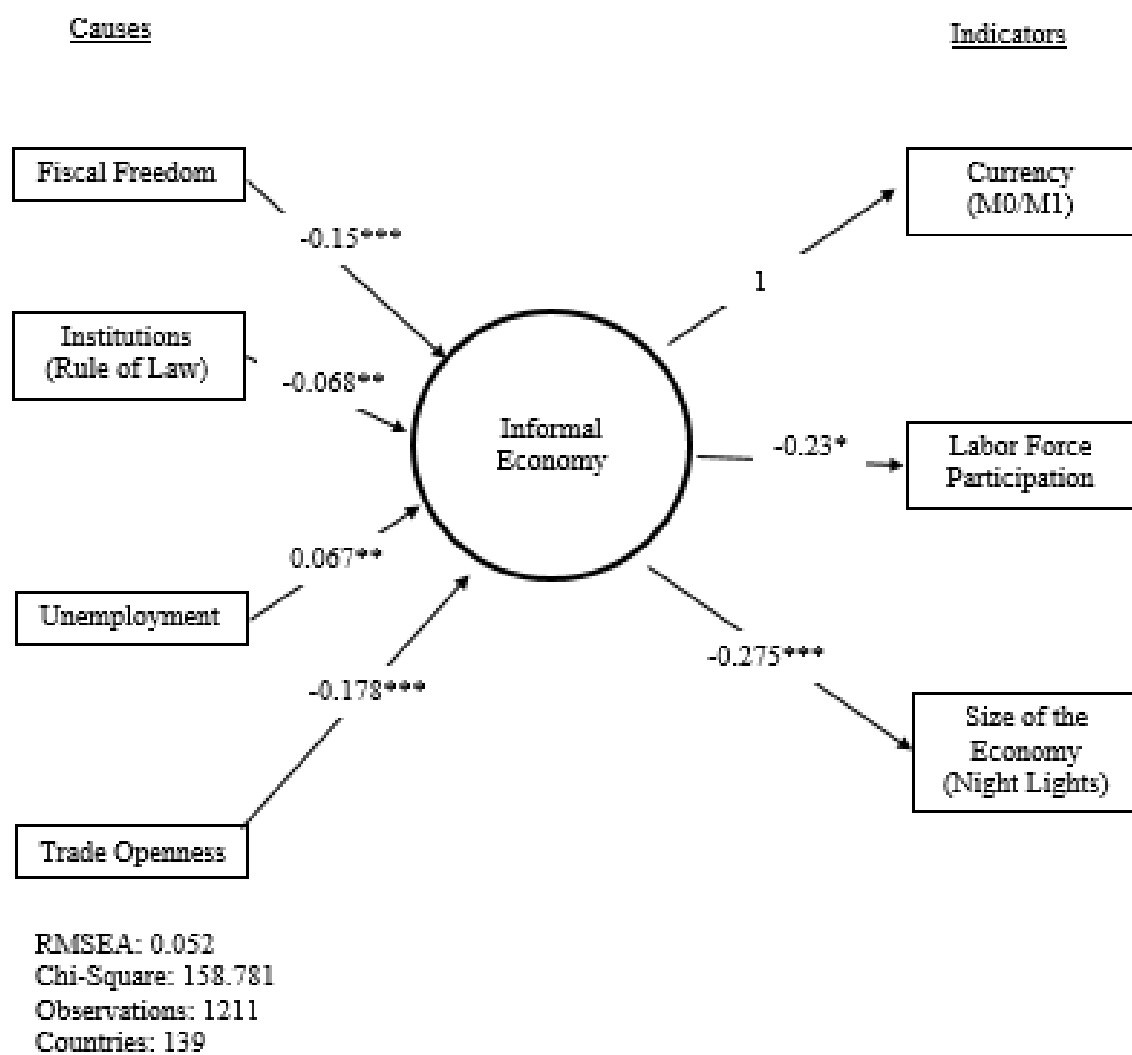 Causes
Indicators
Fiscal Freedom
-0.15***
Institutions
(Rule of Law)
-0.068**
Unemployment
0.067**
Trade Openness
-0.178***
Informal
Economy
1
Currency
(M0/M1)
-0.23*
Labor Force
Participation
-0.275***
Size of the
Economy
(Night Lights)
RMSEA: 0.052
Chi-Square: 158.781
Observations: 1211
Countries: 139